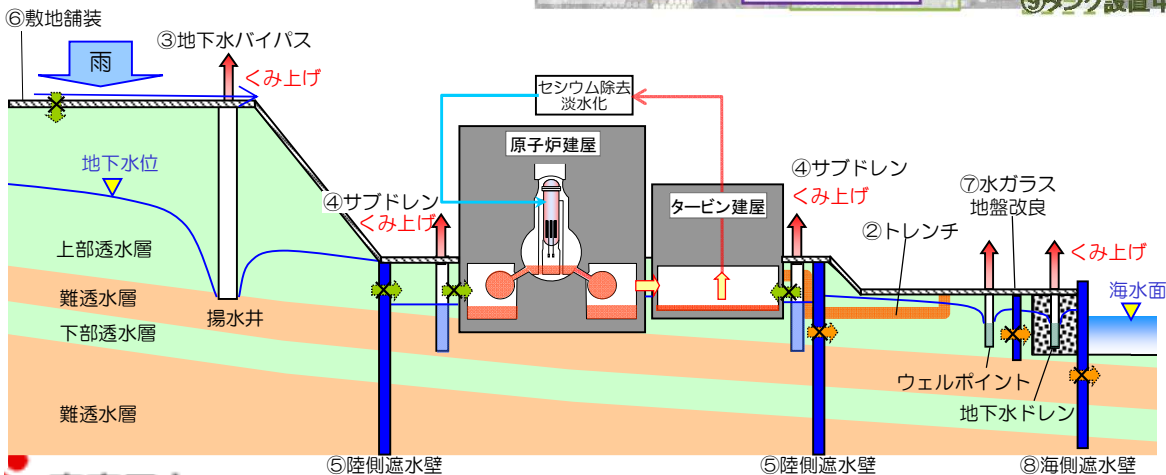 ⑨タンク設置
⑥敷地舗装
雨
③地下水バイパス
くみ上げ
セシウム除去
淡水化
原子炉建屋
地下水位
④サブドレン
くみ上げ
タービン建屋
④サブドレン
くみ上げ
⑦水ガラス
地盤改良
②トレンチ
くみ上げ
海水面
上部透水層
難透水層
揚水井
下部透水層
ウェルポイント
地下水ドレン
難透水層
⑤陸側遮水壁
⑤陸側遮水壁
⑧海側遮水壁